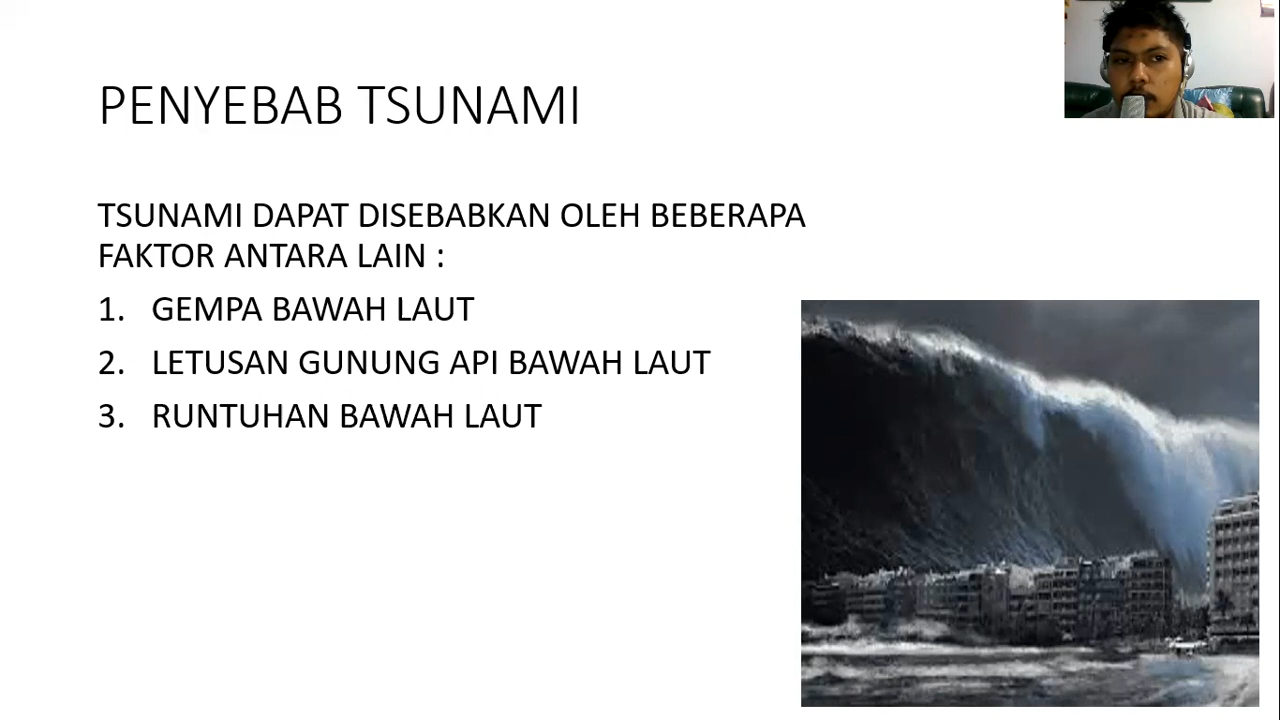 PENYEBAB TSUNAMI
TSUNAMI DAPAT DISEBABKAN OLEH BEBERAPA
FAKTOR ANTARA LAIN :
1. GEMPA BAWAH LAUT
2. LETUSAN GUNUNG API BAWAH LAUT
3. RUNTUHAN BAWAH LAUT